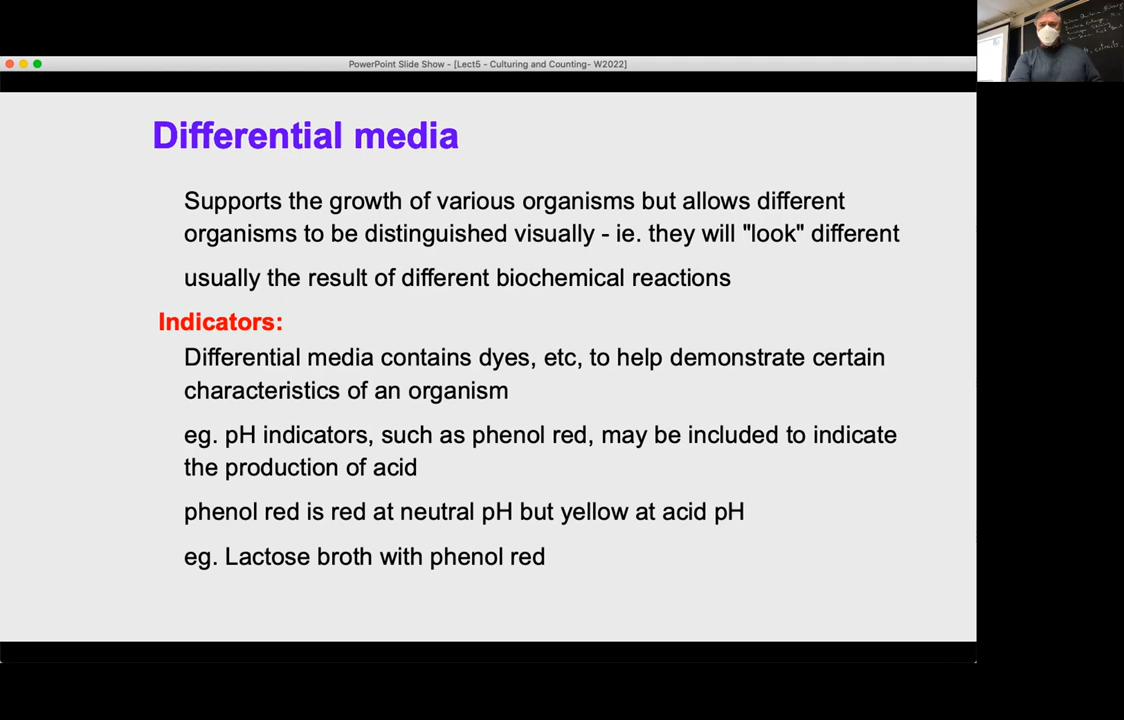 PowerPoint Slide Show - [Lect5 - Culturing and Counting- W2022]
Differential media
Supports the growth of various organisms but allows different
organisms to be distinguished visually - ie. they will "look" different
usually the result of different biochemical reactions
Indicators:
Differential media contains dyes, etc, to help demonstrate certain
characteristics of an organism
eg. pH indicators, such as phenol red, may be included to indicate
the production of acid
phenol red is red at neutral pH but yellow at acid pH
eg. Lactose broth with phenol red